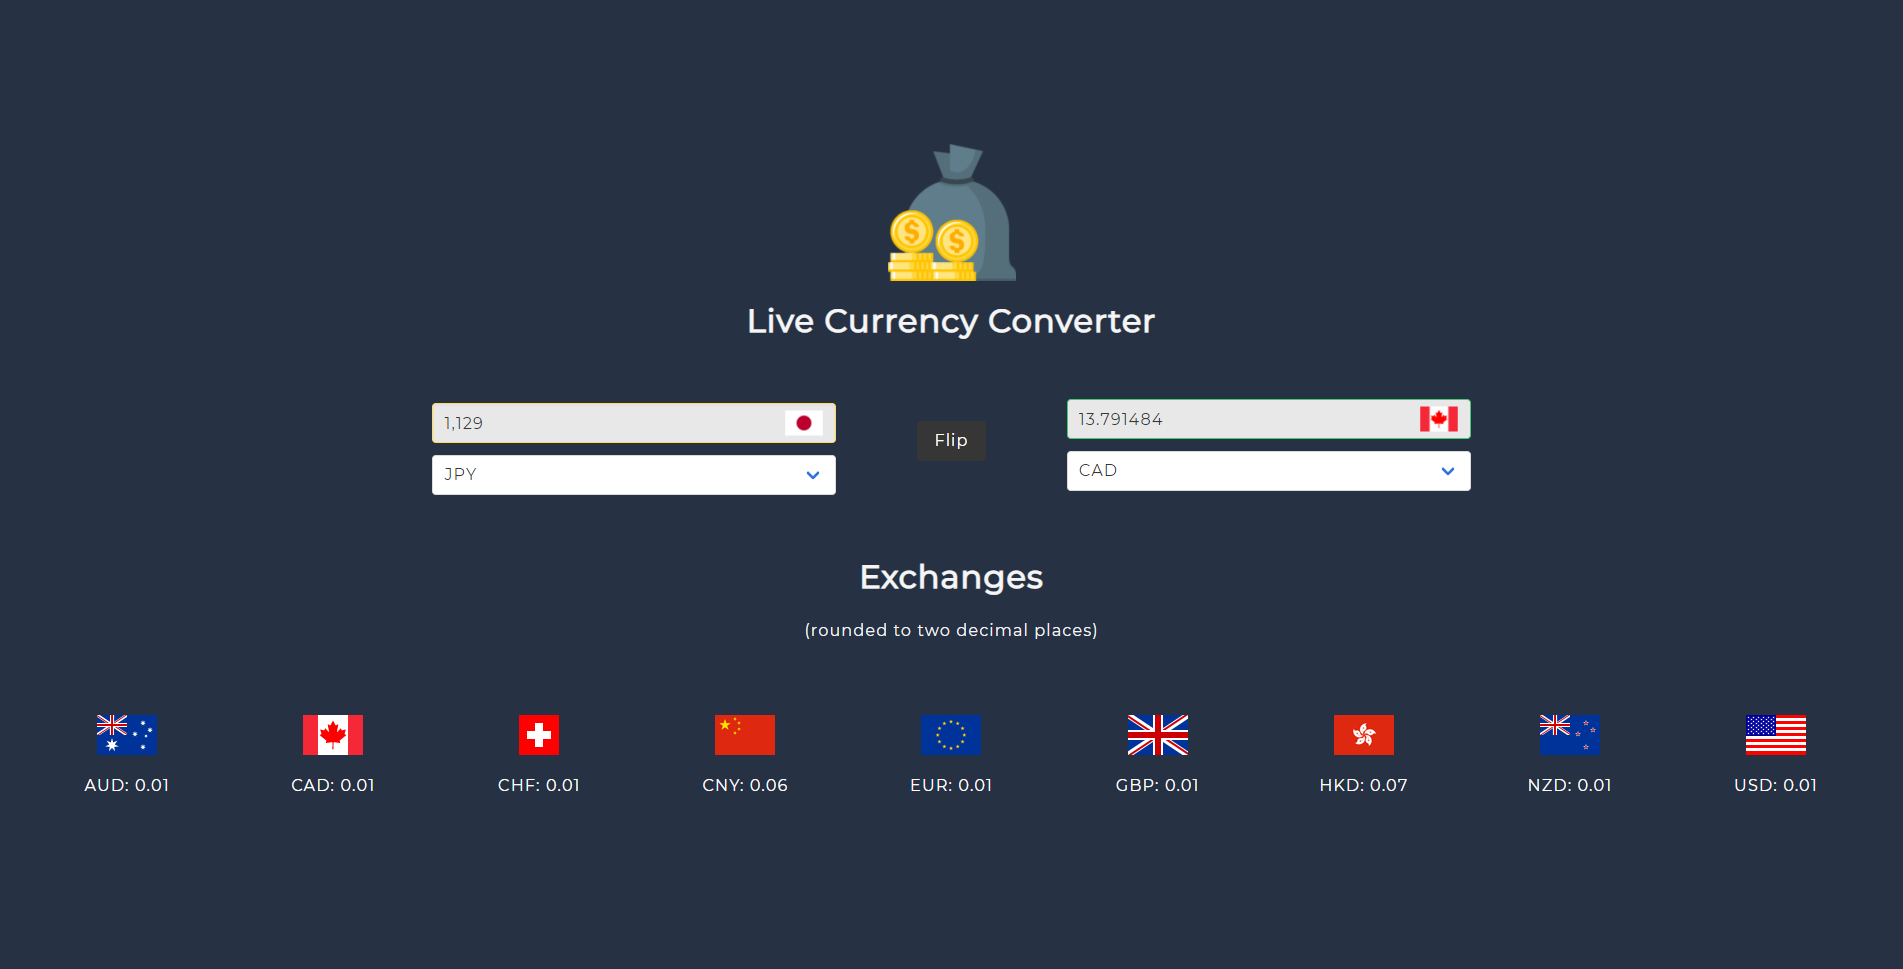 Live Currency Converter
1,129
13.791484
Flip
JPY
CAD
Exchanges
(rounded to two decimal places)
AUD: 0.01
CAD: 0.01
CHF: 0.01
CNY: 0.06
EUR: 0.01
GBP: 0.01
HKD: 0.07
NZD: 0.01
USD: 0.01